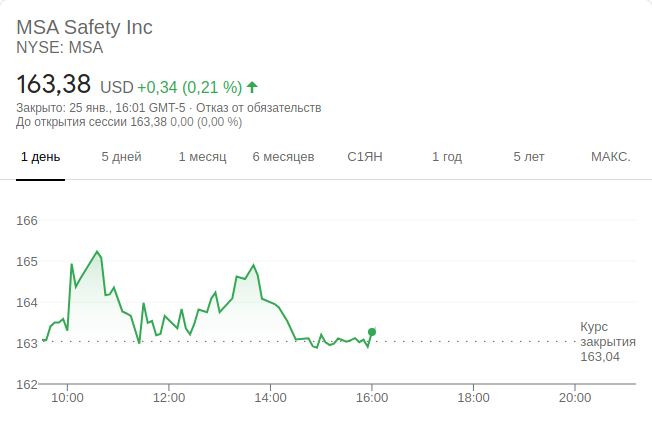 MSA Safety Inc
NYSE: MSA
163,38 USD +0,34 (0,21 %)
Закрыто: 25 янв., 16:01 GMT-5 · Отказ от обязательств
До открытия сессии 163,38 0,00 (0,00 %)
1 день 5 дней 1 месяц 6 месяцев С1ЯН 1 год 5 лет МАКС.
166
165
164
163
Курс
закрытия
163,04
162
10:00 12:00 14:00 16:00 18:00 20:00